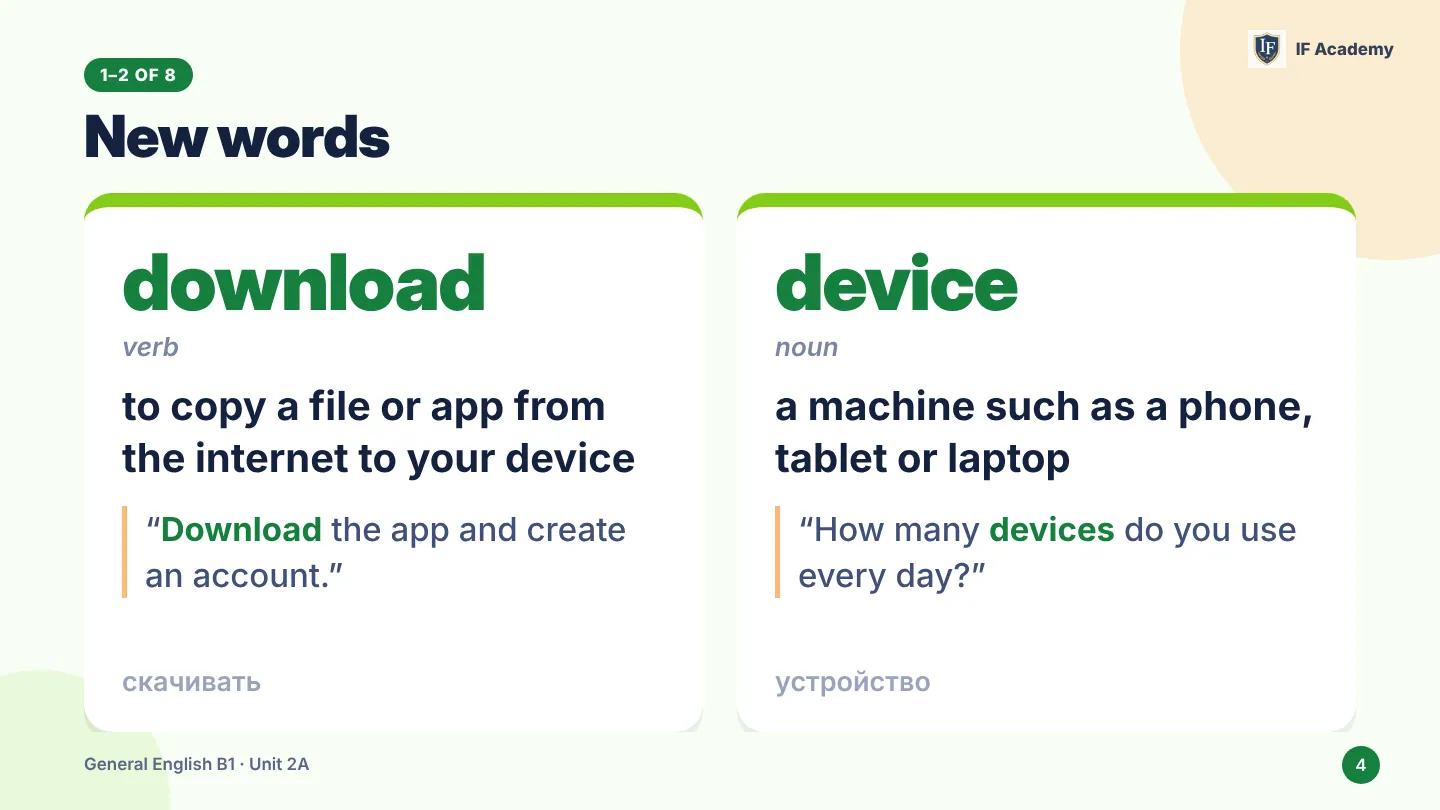 IF
IF Academy
1–2 OF 8
New words
download
verb
to copy a file or app from
the internet to your device
“Download the app and create
an account.”
скачивать
device
noun
a machine such as a phone,
tablet or laptop
“How many devices do you use
every day?”
устройство
General English B1 · Unit 2A
4